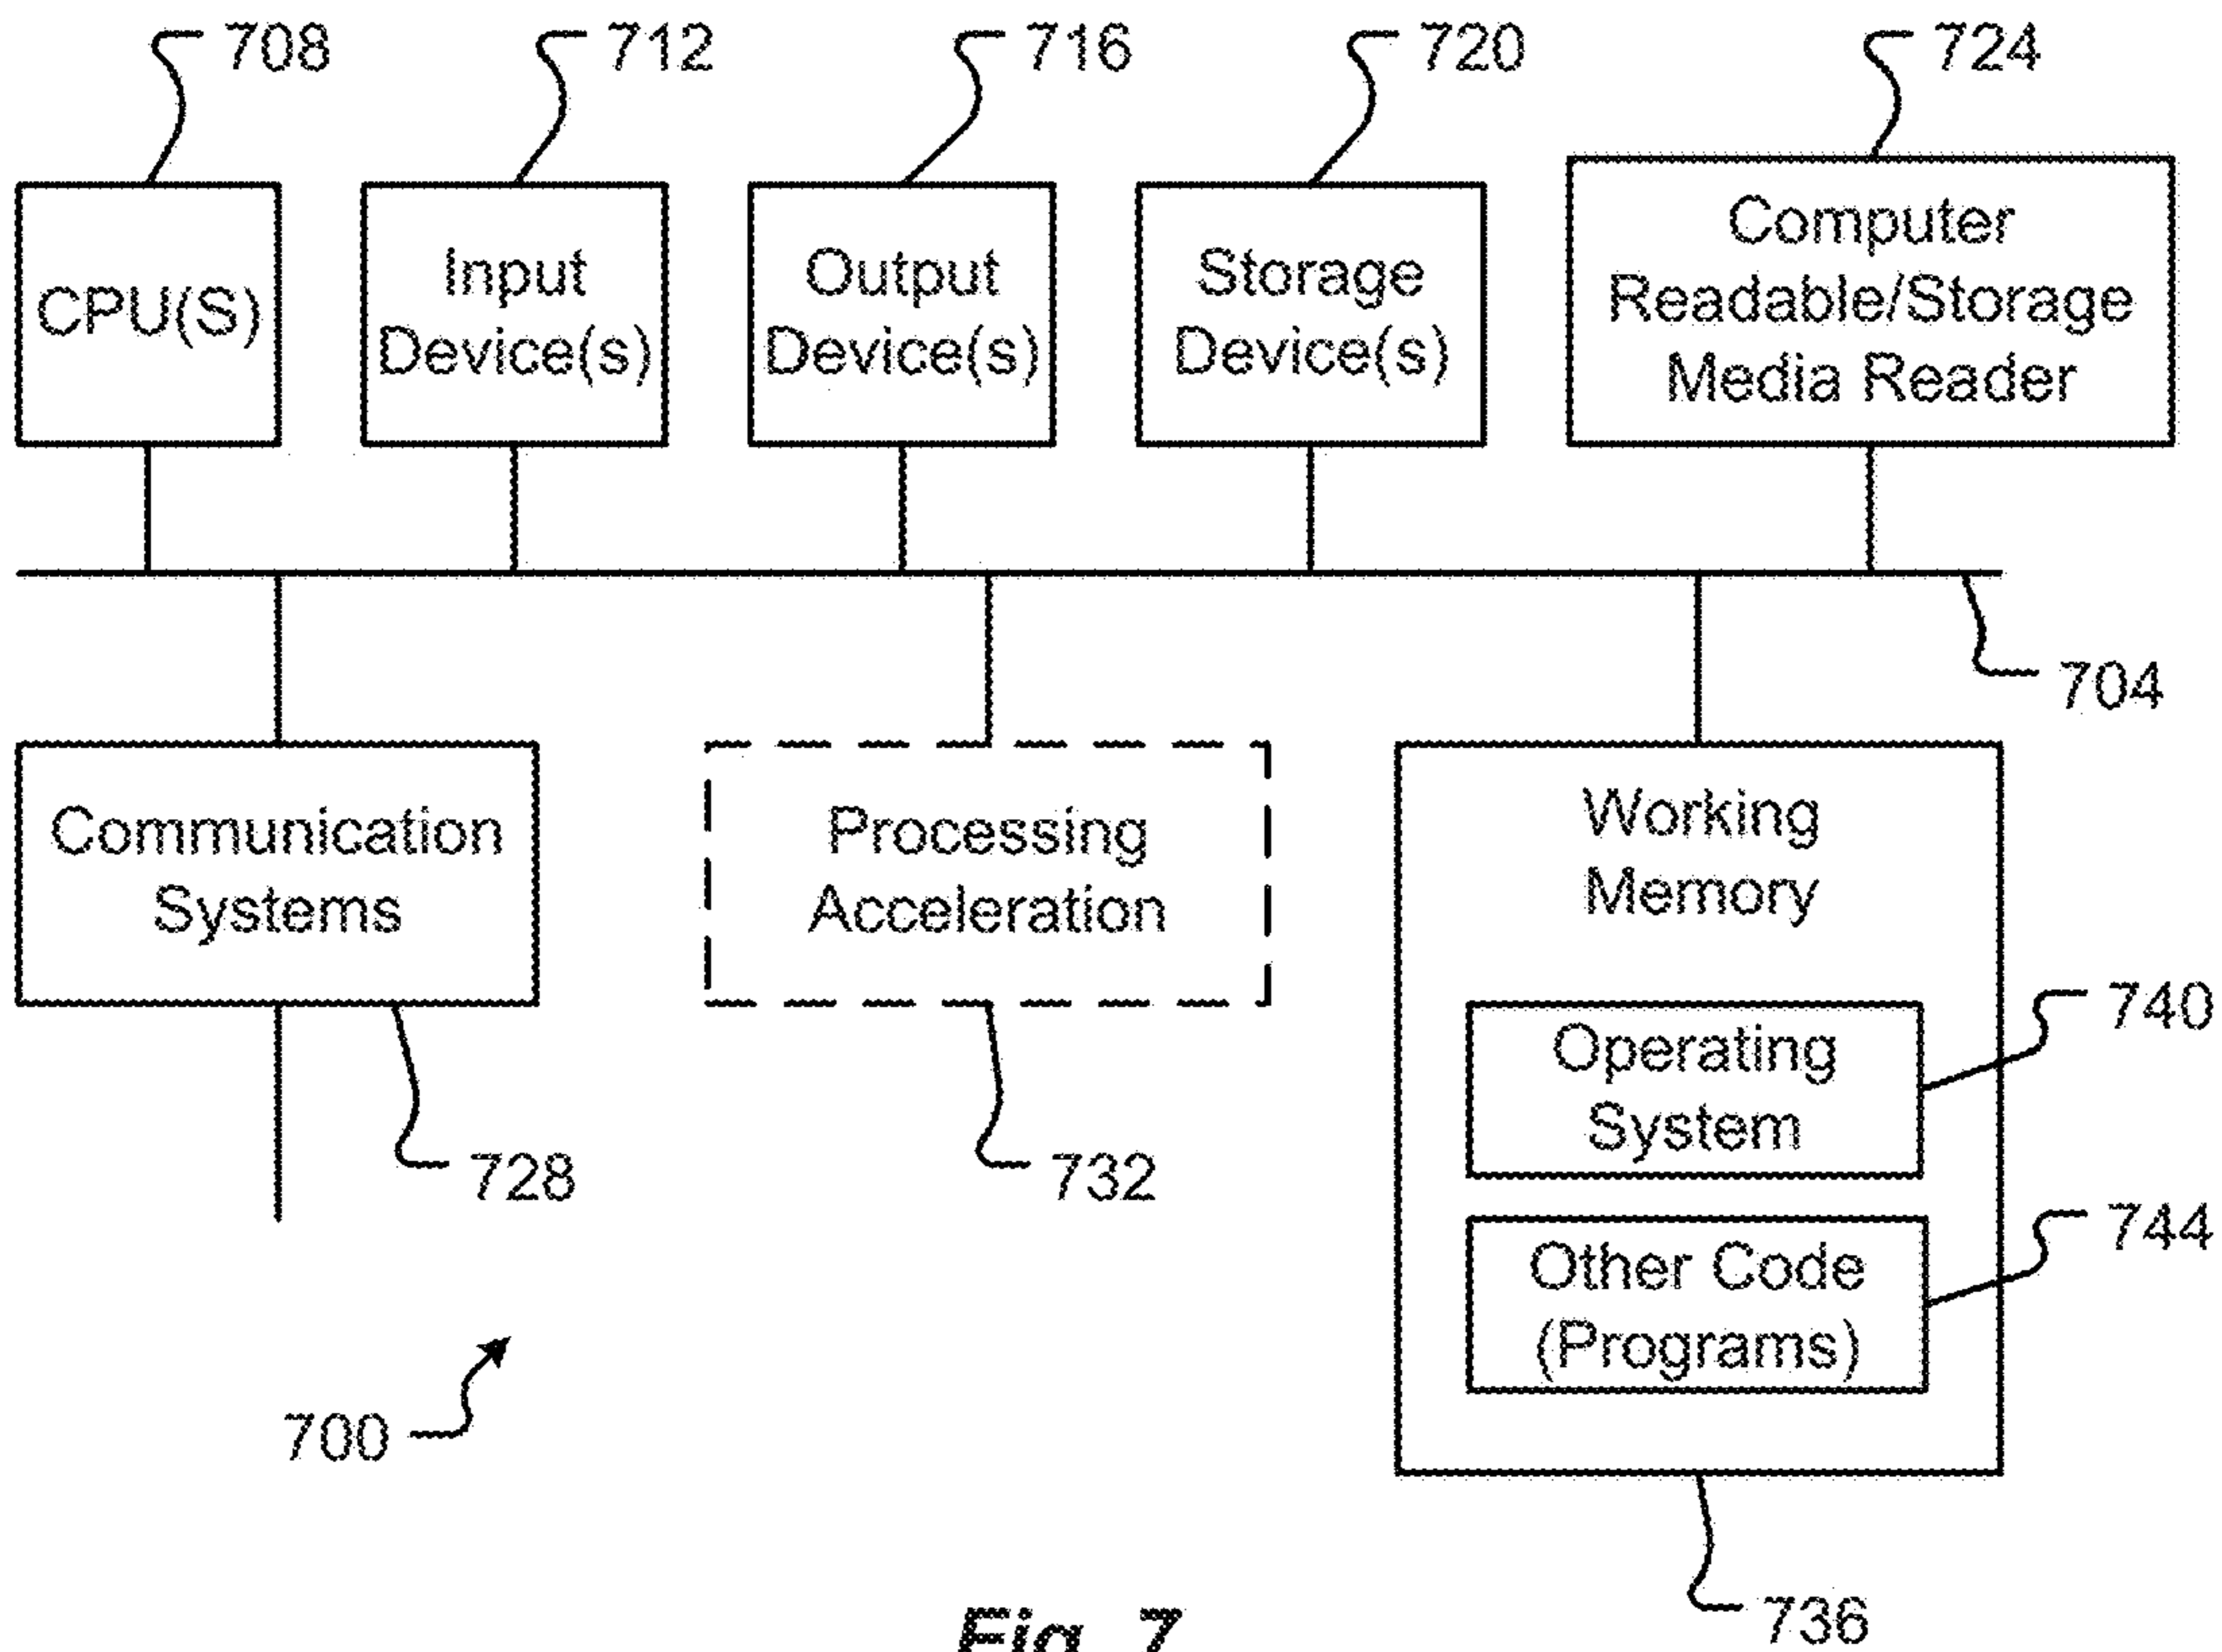 708
712
716
720
724
CPU(S)
Input
Device(s)
Output
Device(s)
Storage
Device(s)
Computer
Readable/Storage
Media Reader
704
Communication
Systems
Processing
Acceleration
Working
Memory
Operating
System
740
728
732
Other Code
(Programs)
744
700
736
Fig. 7